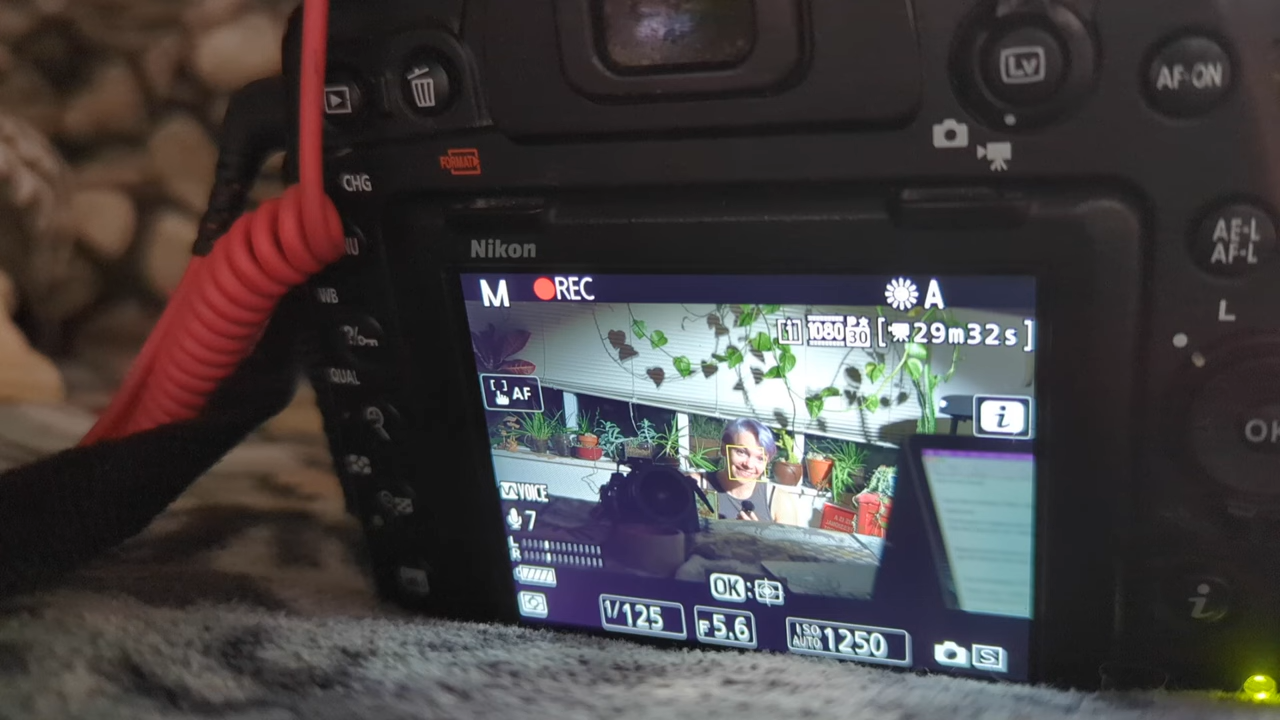 Lv
AF-ON
FORMAT
CHG
AE-L
AF-L
Nikon
WB
L
M REC A
1080 30 [29m32s]
AF
i
OK
QUAL
VOICE
7
L
R
OK:
1/125 F5.6 ISO AUTO 1250 S
i